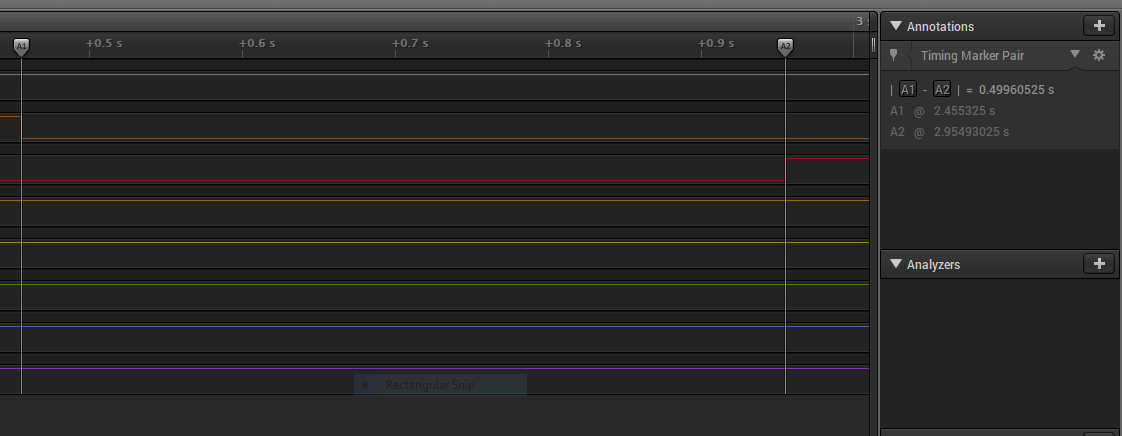 3
+0.5 s +0.6 s +0.7 s +0.8 s +0.9 s
A1 A2
Annotations
Timing Marker Pair
| A1 - A2 | = 0.49960525 s
A1 @ 2.455325 s
A2 @ 2.95493025 s
Analyzers
Rectangular Snip